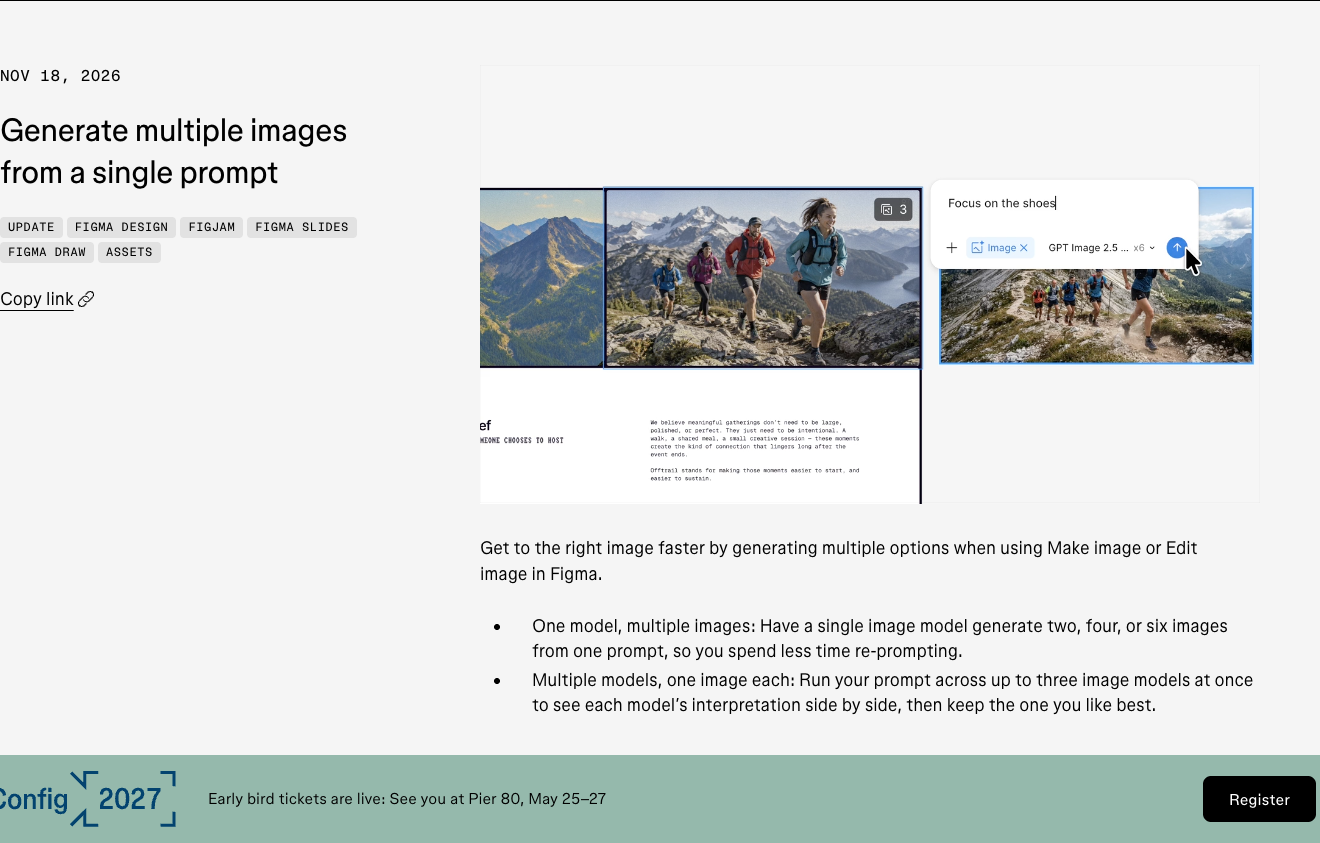 NOV 18, 2026
Generate multiple images
from a single prompt
UPDATE FIGMA DESIGN FIGJAM FIGMA SLIDES
FIGMA DRAW ASSETS
Copy link
3
Focus on the shoes
Image GPT Image 2.5 ... x6
ef
MEONE CHOOSES TO HOST
We believe meaningful gatherings don't need to be large,
polished, or perfect. They just need to be intentional. A
walk, a shared meal, a small creative session — these moments
create the kind of connection that lingers long after the
event ends.
Offtrail stands for making those moments easier to start, and
easier to sustain.
Get to the right image faster by generating multiple options when using Make image or Edit
image in Figma.
• One model, multiple images: Have a single image model generate two, four, or six images
from one prompt, so you spend less time re-prompting.
• Multiple models, one image each: Run your prompt across up to three image models at once
to see each model’s interpretation side by side, then keep the one you like best.
Config 2027
Early bird tickets are live: See you at Pier 80, May 25–27
Register